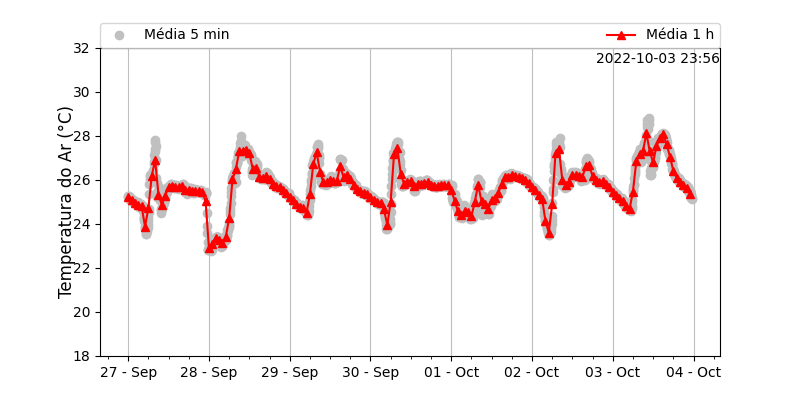 Média 5 min
Média 1 h
2022-10-03 23:56
Temperatura do Ar (°C)
32
30
28
26
24
22
20
18
27 - Sep
28 - Sep
29 - Sep
30 - Sep
01 - Oct
02 - Oct
03 - Oct
04 - Oct